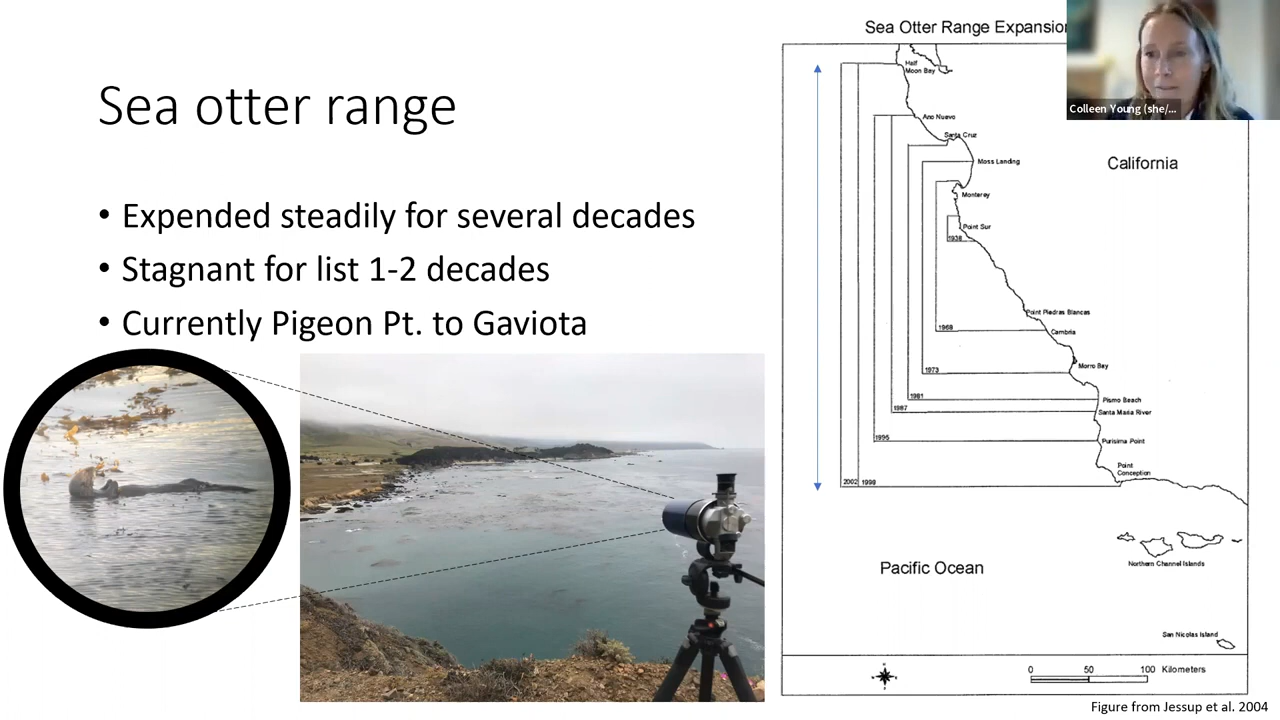 Sea otter range
• Expended steadily for several decades
• Stagnant for list 1-2 decades
• Currently Pigeon Pt. to Gaviota
Sea Otter Range Expansion
Colleen Young (she/...
Half
Moon Bay
Ano Nuevo
Santa Cruz
Moss Landing
California
Monterey
Point Sur
1938
Point Piedras Blancas
1968
Cambria
Morro Bay
1973
1981
Pismo Beach
1987
Santa Maria River
1995
Purisima Point
Point
Conception
2002
1998
Northern Channel Islands
Pacific Ocean
San Nicolas Island
0 50 100 Kilometers
Figure from Jessup et al. 2004